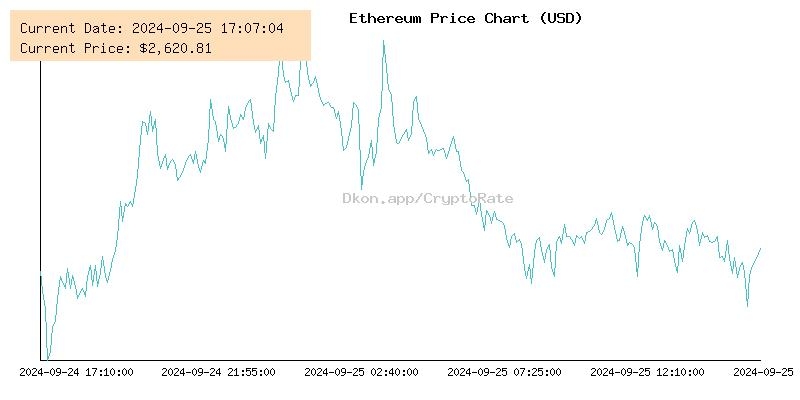 Ethereum Price Chart (USD)
Current Date: 2024-09-25 17:07:04
Current Price: $2,620.81
Dkon.app/CryptoRate
2024-09-24 17:10:00
2024-09-24 21:55:00
2024-09-25 02:40:00
2024-09-25 07:25:00
2024-09-25 12:10:00
2024-09-25